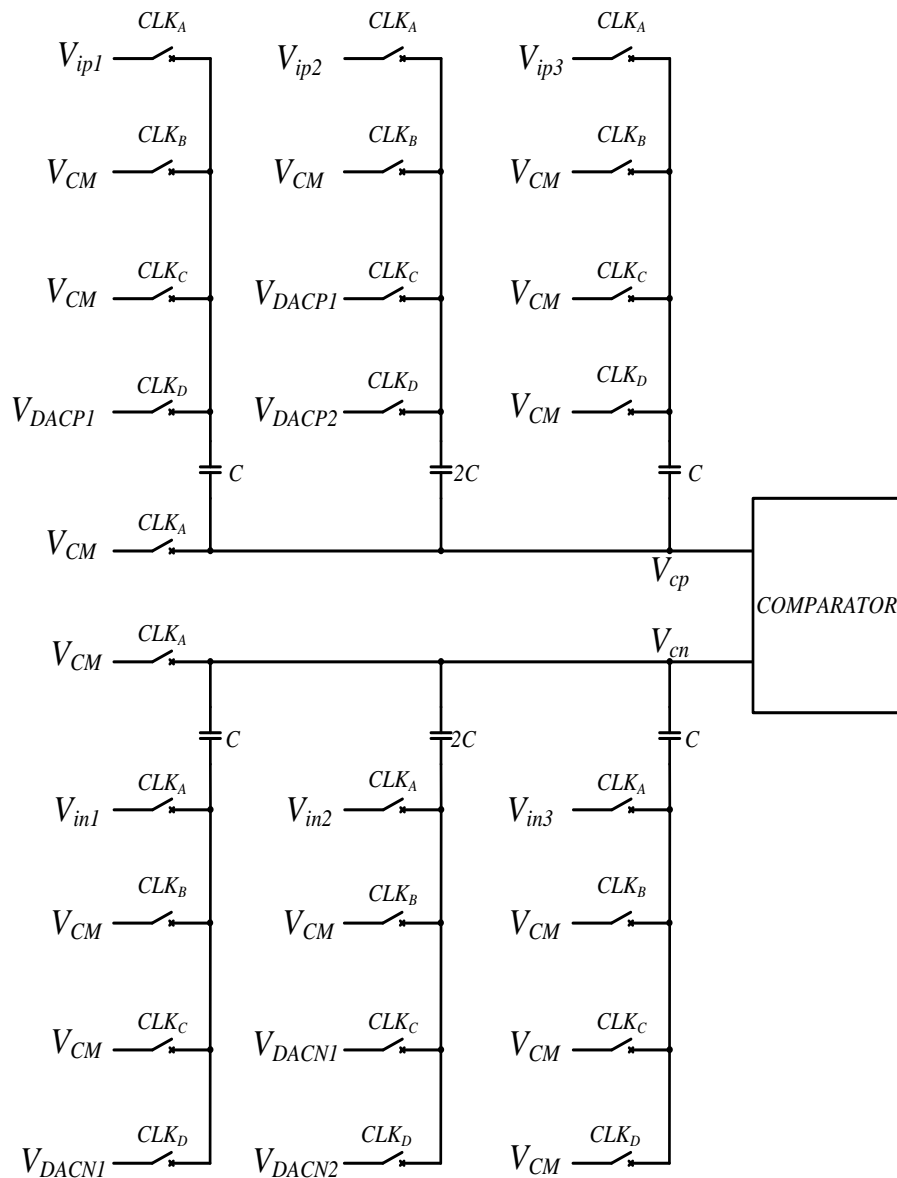 CLK_A CLK_A CLK_A
V_ip1 V_ip2 V_ip3
CLK_B CLK_B CLK_B
V_CM V_CM V_CM
CLK_C CLK_C CLK_C
V_CM V_DACP1 V_CM
CLK_D CLK_D CLK_D
V_DACP1 V_DACP2 V_CM
C 2C C
CLK_A
V_CM
V_cp
COMPARATOR
CLK_A
V_CM
V_cn
C 2C C
CLK_A CLK_A CLK_A
V_in1 V_in2 V_in3
CLK_B CLK_B CLK_B
V_CM V_CM V_CM
CLK_C CLK_C CLK_C
V_CM V_DACN1 V_CM
CLK_D CLK_D CLK_D
V_DACN1 V_DACN2 V_CM